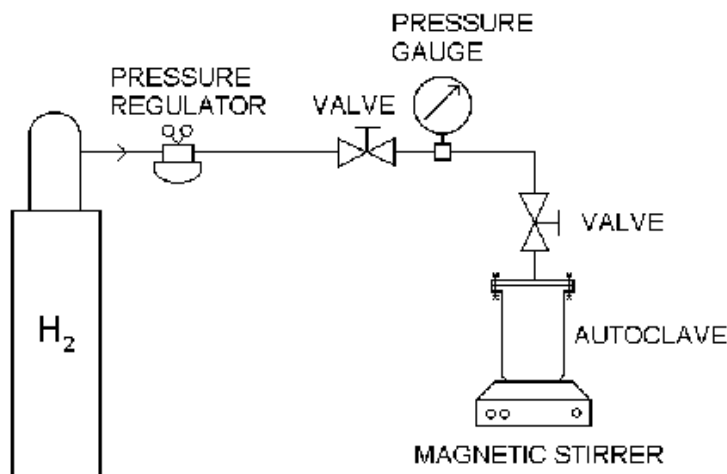 PRESSURE
GAUGE
PRESSURE
REGULATOR
VALVE
VALVE
H₂
AUTOCLAVE
MAGNETIC STIRRER